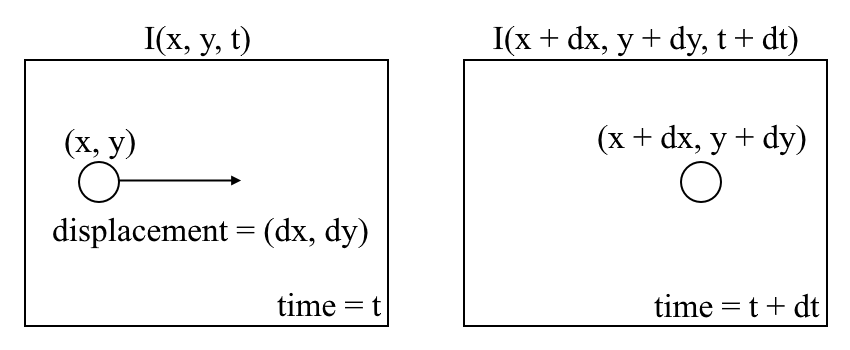 I(x, y, t)
(x, y)
displacement = (dx, dy)
time = t
I(x + dx, y + dy, t + dt)
(x + dx, y + dy)
time = t + dt